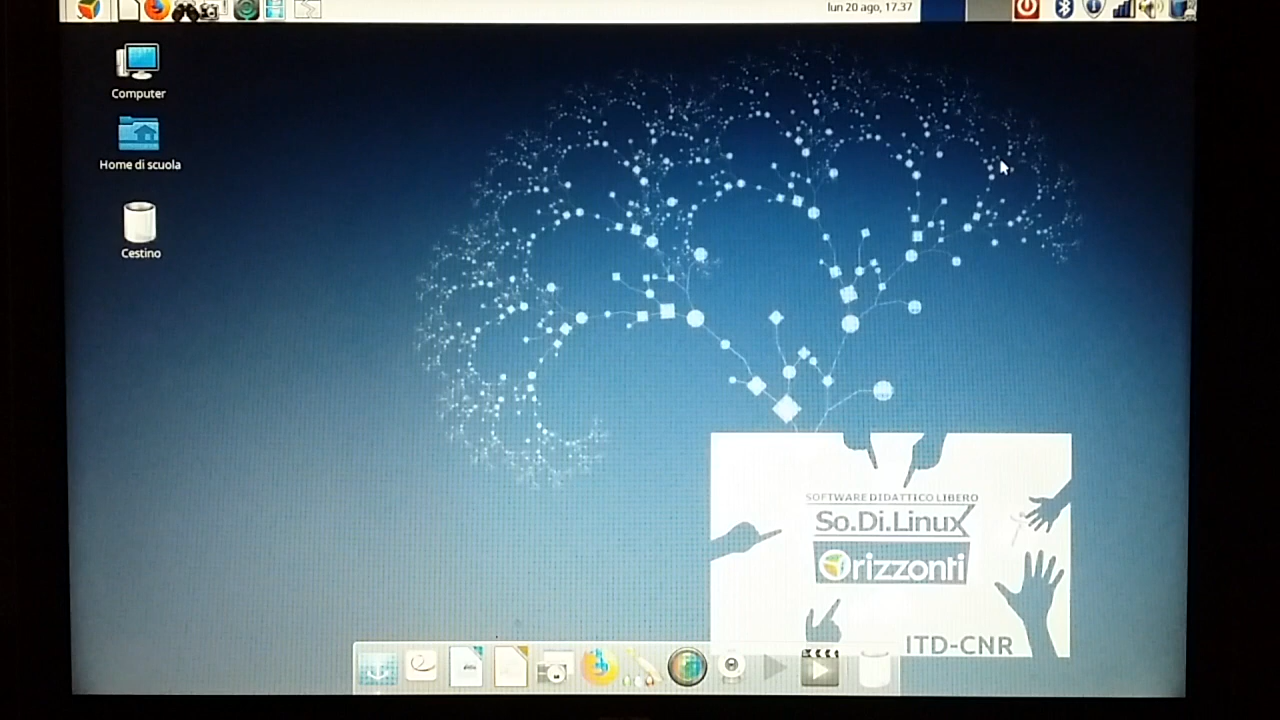 lun 20 ago, 17.37
Computer
Home di scuola
Cestino
SOFTWARE DIDATTICO LIBERO
So.Di.Linux
Orizzonti
ITD-CNR